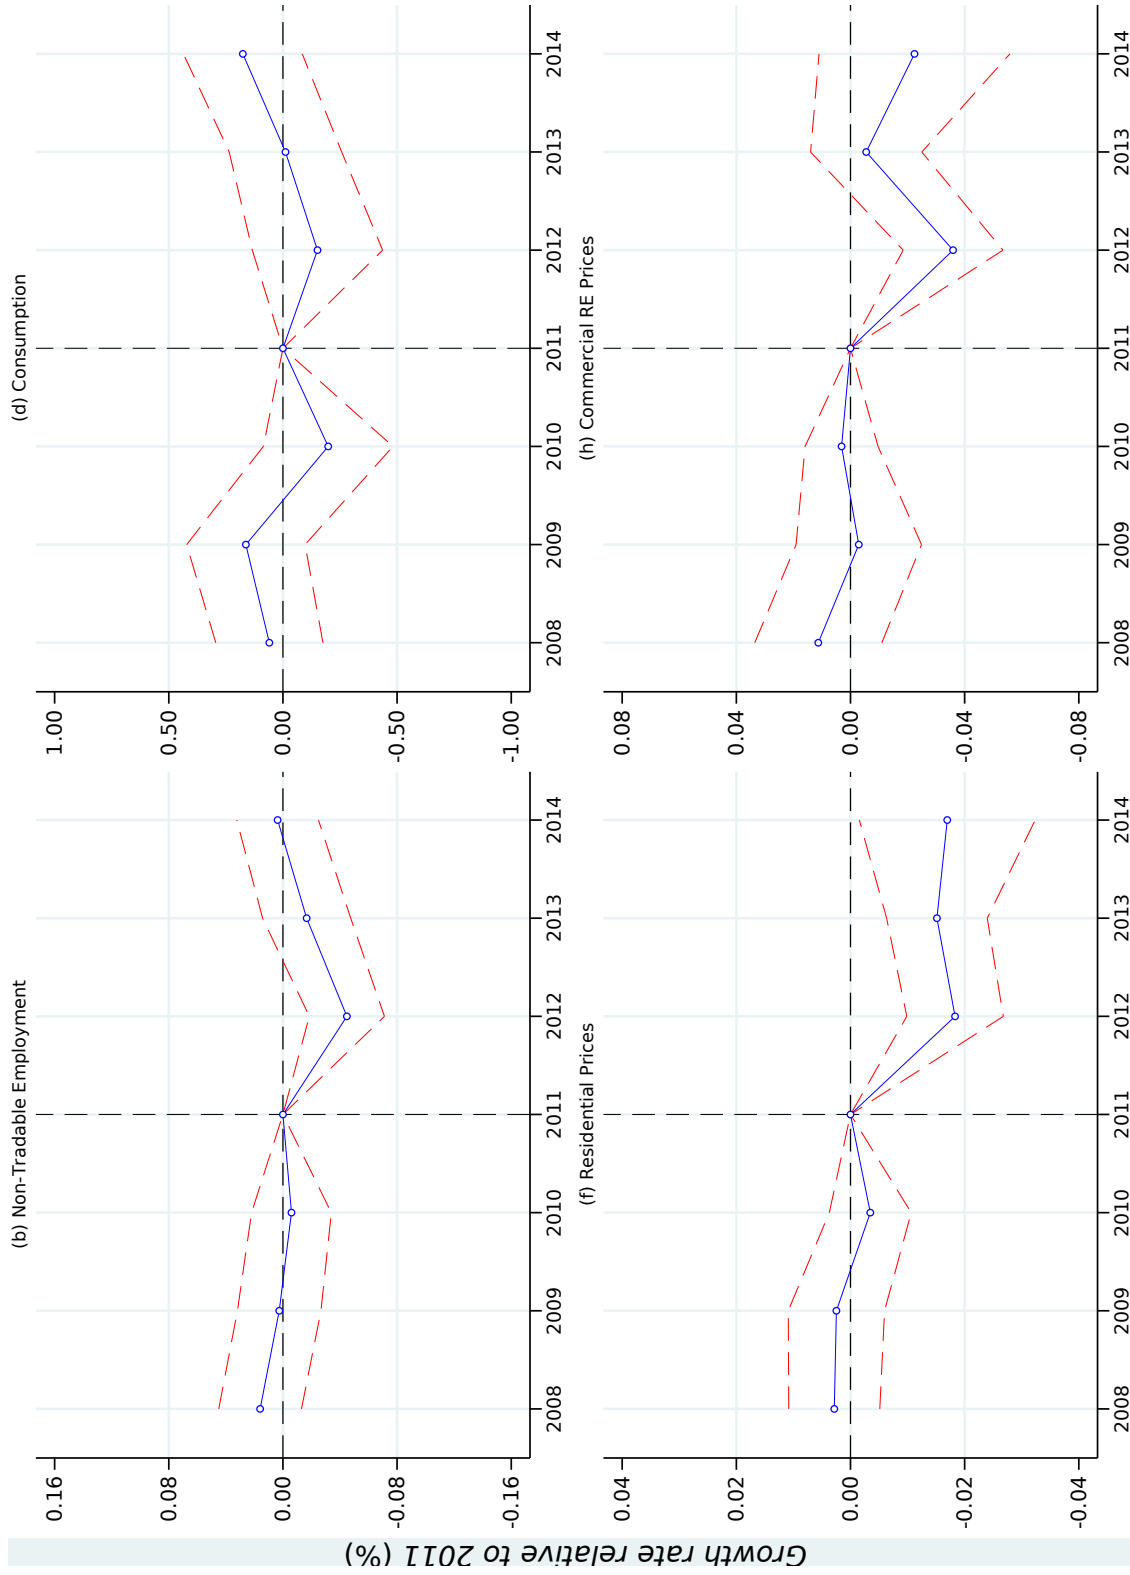 Growth rate relative to 2011 (%)
(b) Non-Tradable Employment
0.16
0.08
0.00
-0.08
-0.16
2008 2009 2010 2011 2012 2013 2014
(d) Consumption
1.00
0.50
0.00
-0.50
-1.00
2008 2009 2010 2011 2012 2013 2014
(f) Residential Prices
0.04
0.02
0.00
-0.02
-0.04
2008 2009 2010 2011 2012 2013 2014
(h) Commercial RE Prices
0.08
0.04
0.00
-0.04
-0.08
2008 2009 2010 2011 2012 2013 2014